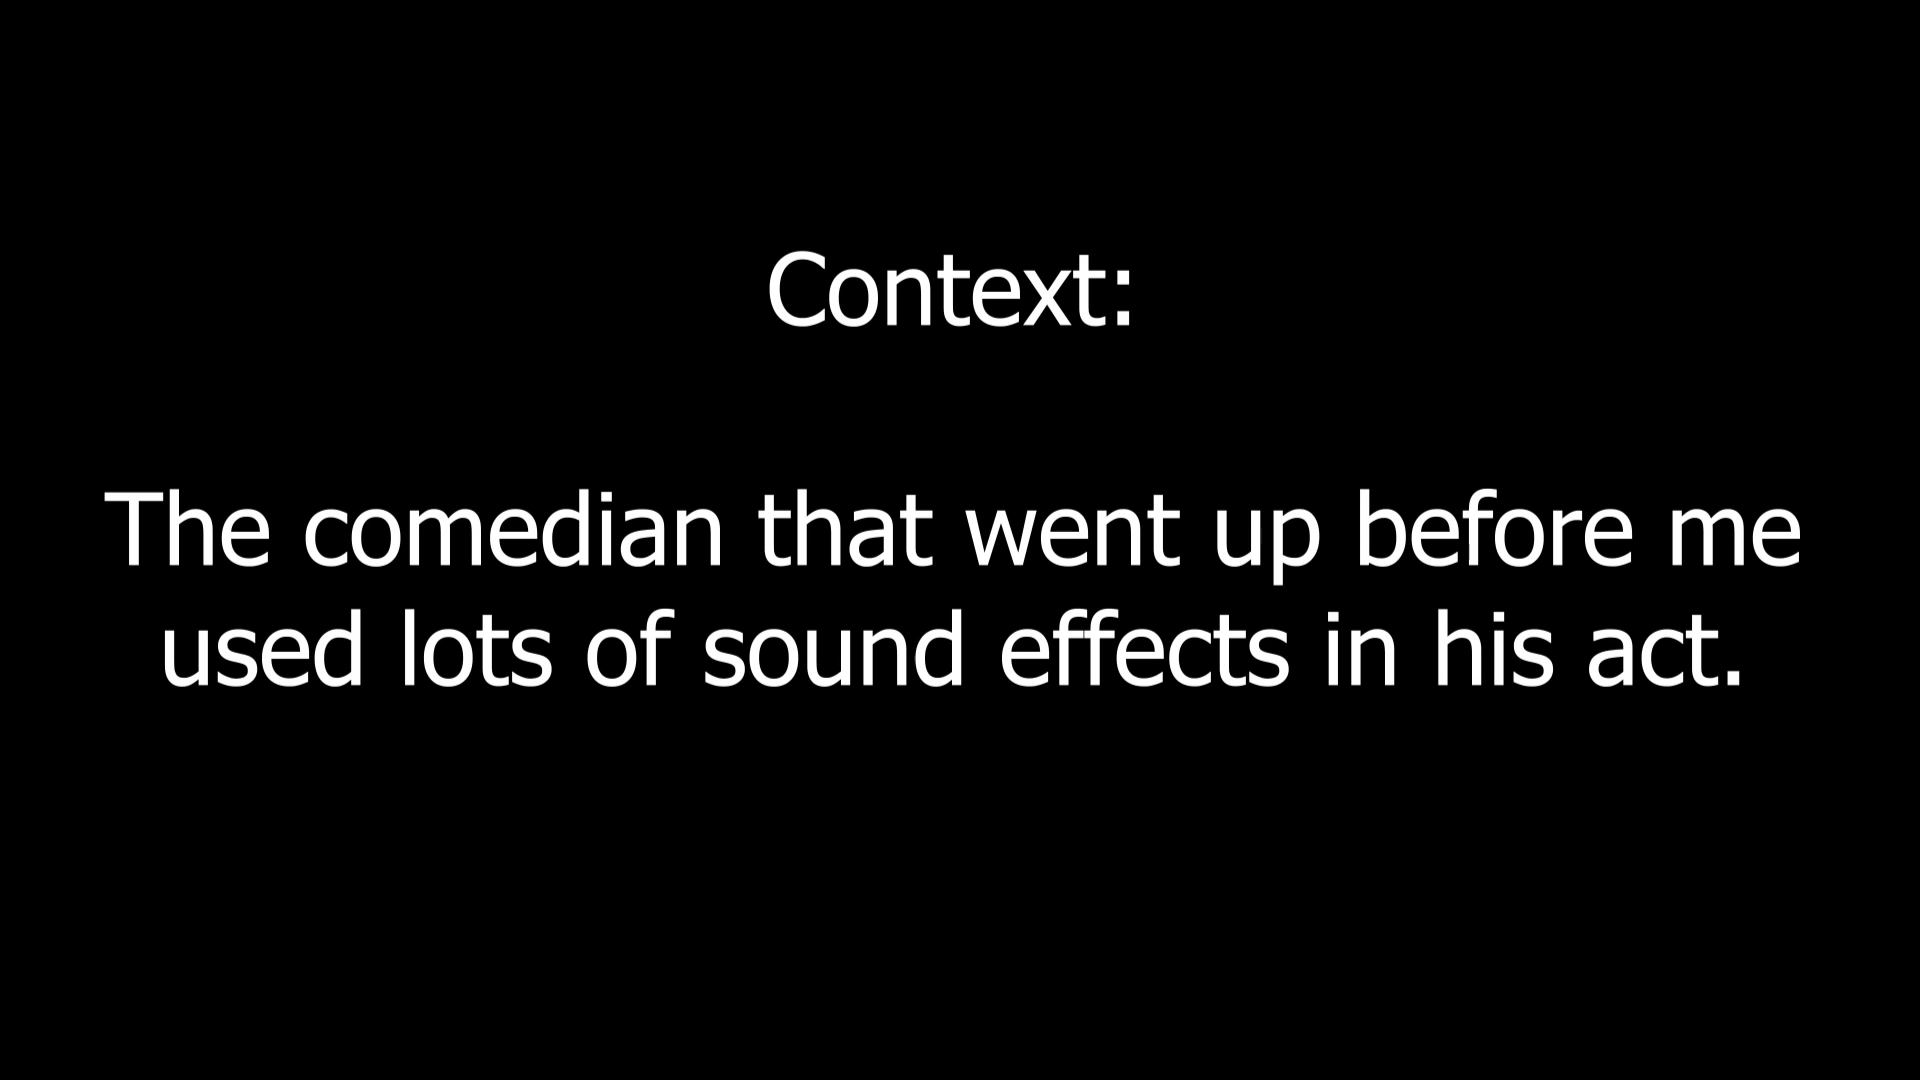 Context:
The comedian that went up before me
used lots of sound effects in his act.